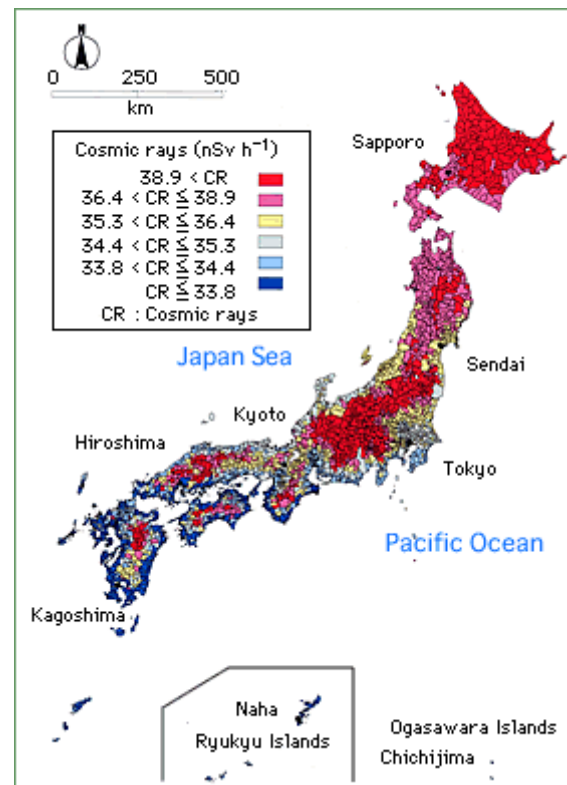 N
0 250 500
km
Cosmic rays (nSv h⁻¹)
38.9 < CR
36.4 < CR ≦ 38.9
35.3 < CR ≦ 36.4
34.4 < CR ≦ 35.3
33.8 < CR ≦ 34.4
CR ≦ 33.8
CR : Cosmic rays
Sapporo
Japan Sea
Sendai
Kyoto
Hiroshima
Tokyo
Pacific Ocean
Kagoshima
Naha
Ryukyu Islands
Ogasawara Islands
Chichijima